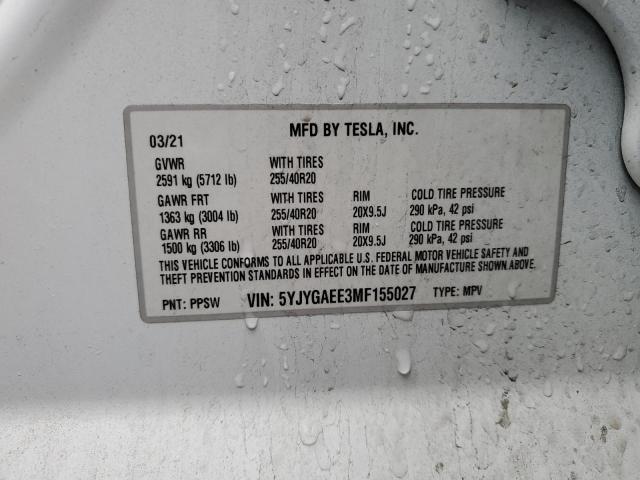 03/21 MFD BY TESLA, INC.
GVWR WITH TIRES
2591 kg (5712 lb) 255/40R20
GAWR FRT WITH TIRES RIM COLD TIRE PRESSURE
1363 kg (3004 lb) 255/40R20 20X9.5J 290 kPa, 42 psi
GAWR RR WITH TIRES RIM COLD TIRE PRESSURE
1500 kg (3306 lb) 255/40R20 20X9.5J 290 kPa, 42 psi
THIS VEHICLE CONFORMS TO ALL APPLICABLE U.S. FEDERAL MOTOR VEHICLE SAFETY AND
THEFT PREVENTION STANDARDS IN EFFECT ON THE DATE OF MANUFACTURE SHOWN ABOVE.
PNT: PPSW VIN: 5YJYGAEE3MF155027 TYPE: MPV